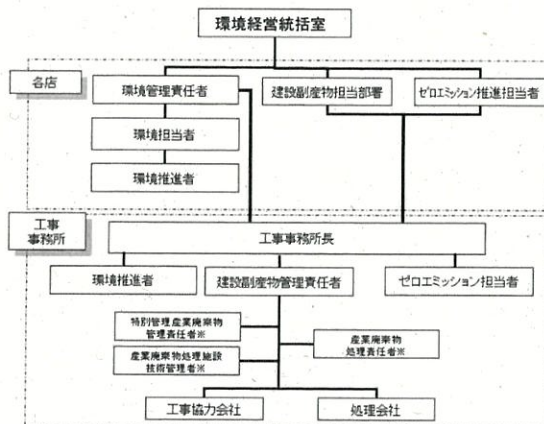 環境経営統括室
各店
環境管理責任者
建設副産物担当部署
ゼロエミッション推進担当者
環境担当者
環境推進者
工事
事務所
工事事務所長
環境推進者
建設副産物管理責任者
ゼロエミッション担当者
特別管理産業廃棄物
管理責任者※
産業廃棄物
処理責任者※
産業廃棄物処理施設
技術管理者※
工事協力会社
処理会社